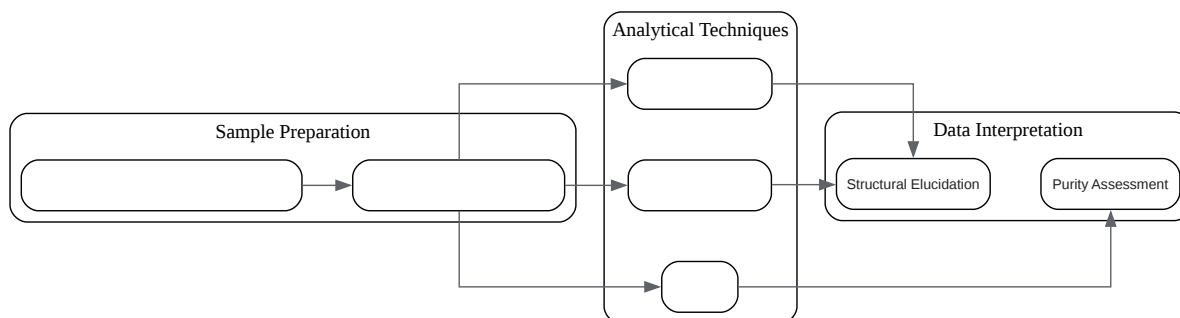 Analytical Techniques
Sample Preparation
Data Interpretation
Structural Elucidation
Purity Assessment